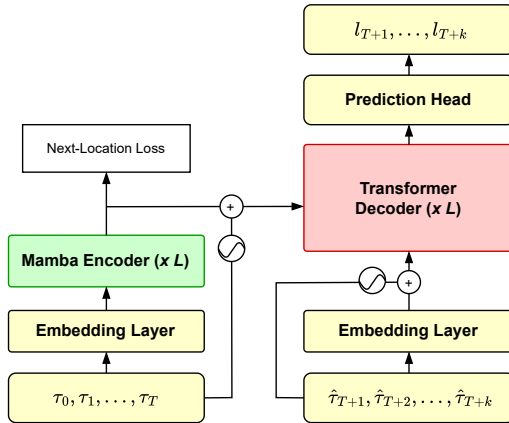 l_{T+1}, . . . , l_{T+k}
Prediction Head
Next-Location Loss
Transformer
Decoder (x L)
+
Mamba Encoder (x L)
+
Embedding Layer
Embedding Layer
τ_0, τ_1, . . . , τ_T
τ̂_{T+1}, τ̂_{T+2}, . . . , τ̂_{T+k}